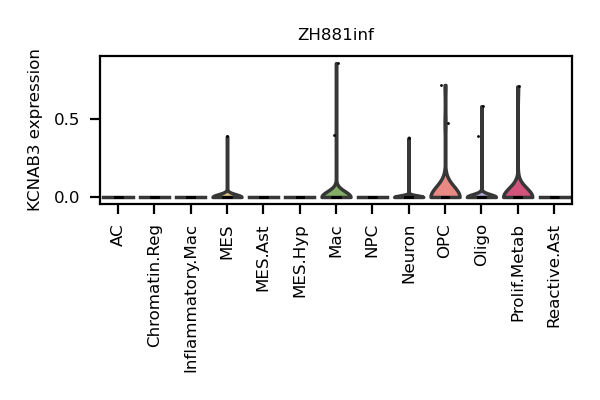 ZH881inf
KCNAB3 expression
0.5
0.0
AC
Chromatin.Reg
Inflammatory.Mac
MES
MES.Ast
MES.Hyp
Mac
NPC
Neuron
OPC
Oligo
Prolif.Metab
Reactive.Ast